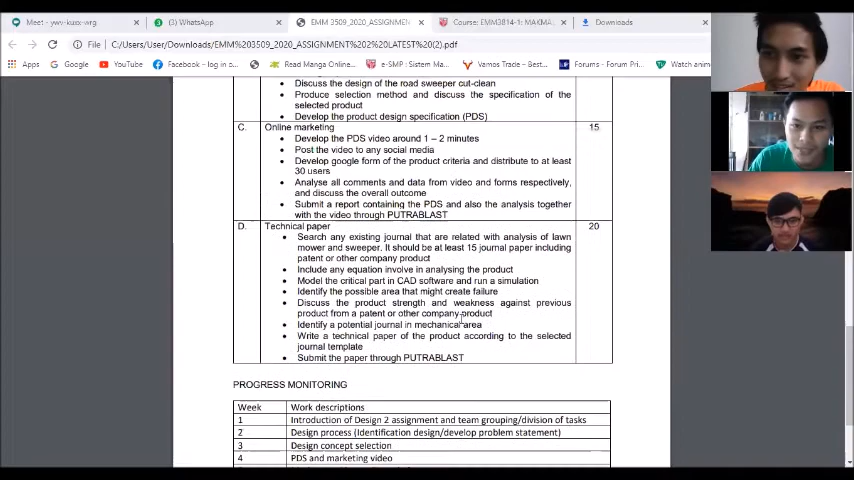 Meet - ywv-kuxx-wrg
(3) WhatsApp
EMM 3509_2020_ASSIGNMEN
Course: EMM3814-1: MAKMA
Downloads
File | C:/Users/User/Downloads/EMM%203509_2020_ASSIGNMENT%202%20LATEST%20(2).pdf
Apps
Google
YouTube
Facebook – log in o...
Read Manga Online...
e-SMP : Sistem Mar...
Vamos Trade – Best...
Forums - Forum Pri...
Watch anim
Discuss the design of the road sweeper cut-clean
Produce selection method and discuss the specification of the
selected product
Develop the product design specification (PDS)
C. Online marketing 15
Develop the PDS video around 1 – 2 minutes
Post the video to any social media
Develop google form of the product criteria and distribute to at least
30 users
Analyse all comments and data from video and forms respectively,
and discuss the overall outcome
Submit a report containing the PDS and also the analysis together
with the video through PUTRABLAST
D. Technical paper 20
Search any existing journal that are related with analysis of lawn
mower and sweeper. It should be at least 15 journal paper including
patent or other company product
Include any equation involve in analysing the product
Model the critical part in CAD software and run a simulation
Identify the possible area that might create failure
Discuss the product strength and weakness against previous
product from a patent or other company product
Identify a potential journal in mechanical area
Write a technical paper of the product according to the selected
journal template
Submit the paper through PUTRABLAST
PROGRESS MONITORING
Week Work descriptions
1 Introduction of Design 2 assignment and team grouping/division of tasks
2 Design process (Identification design/develop problem statement)
3 Design concept selection
4 PDS and marketing video